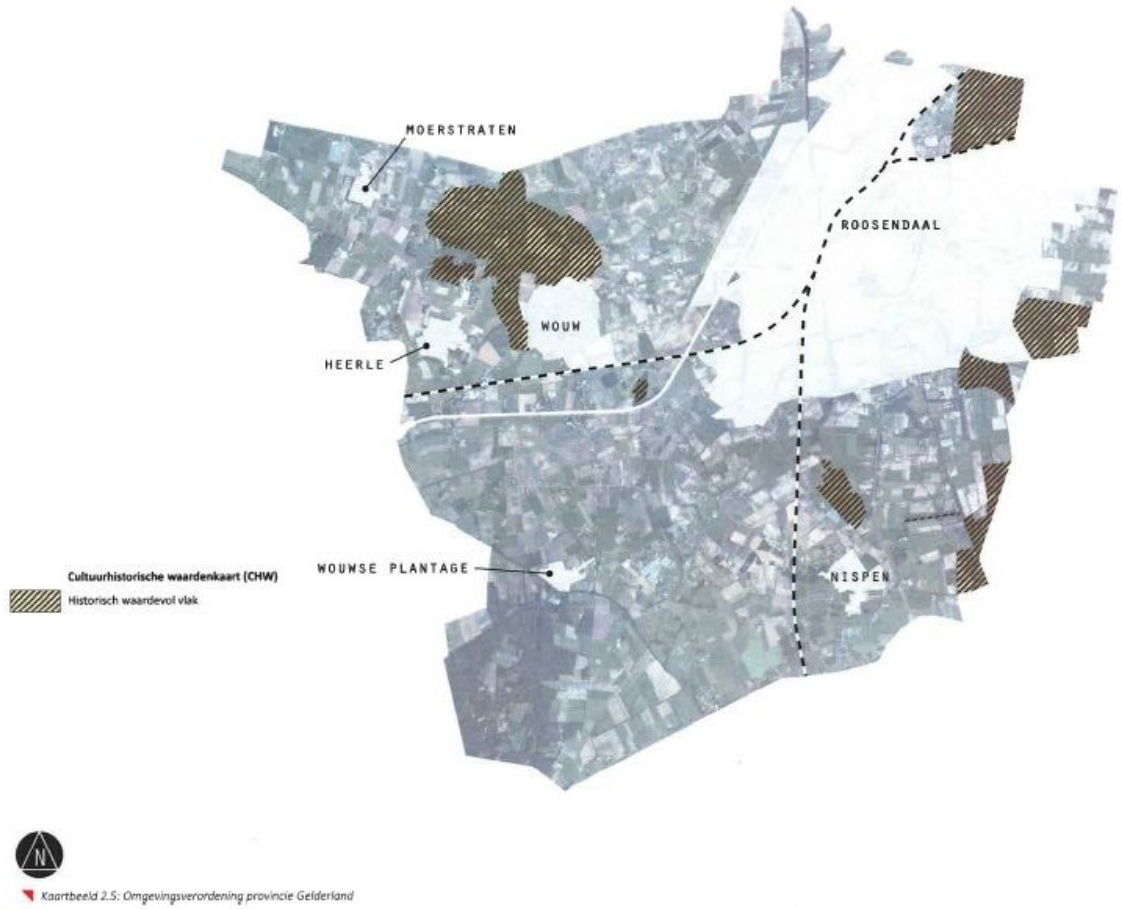 MOERSTRATEN
ROOSENDAAL
WOUW
HEERLE
WOUWSE PLANTAGE
NISPEN
Cultuurhistorische waardenkaart (CHW)
Historisch waardevol vlak
N
Kaartbeeld 2.5: Omgevingsverordening provincie Gelderland